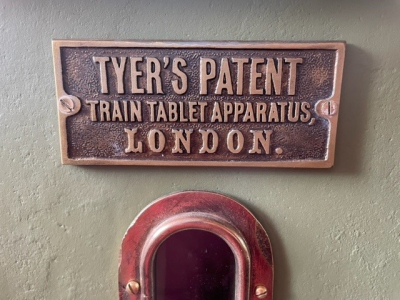 TYER'S PATENT
TRAIN TABLET APPARATUS,
LONDON.